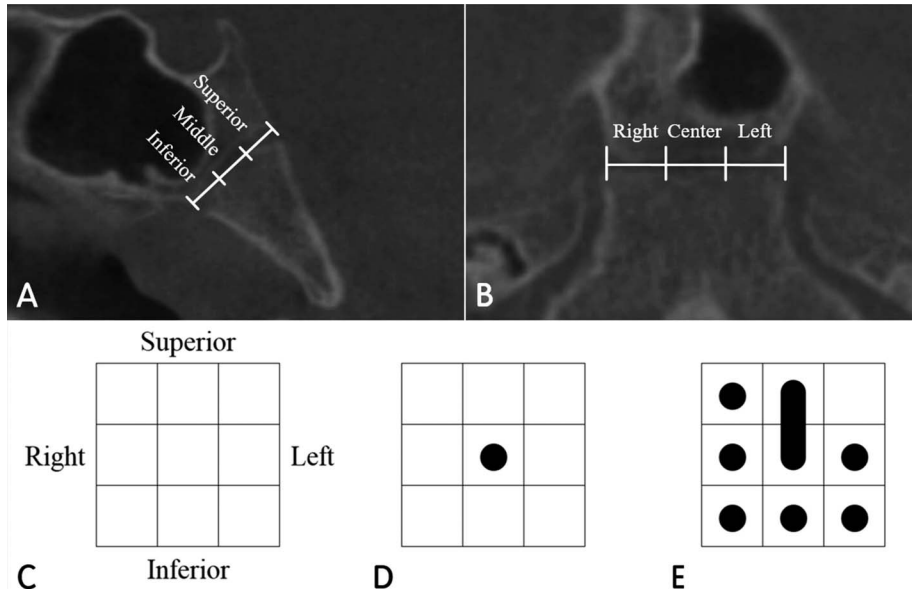 Superior
Middle
Inferior
A
Right Center Left
B
Superior
Right
Left
Inferior
C
D
E